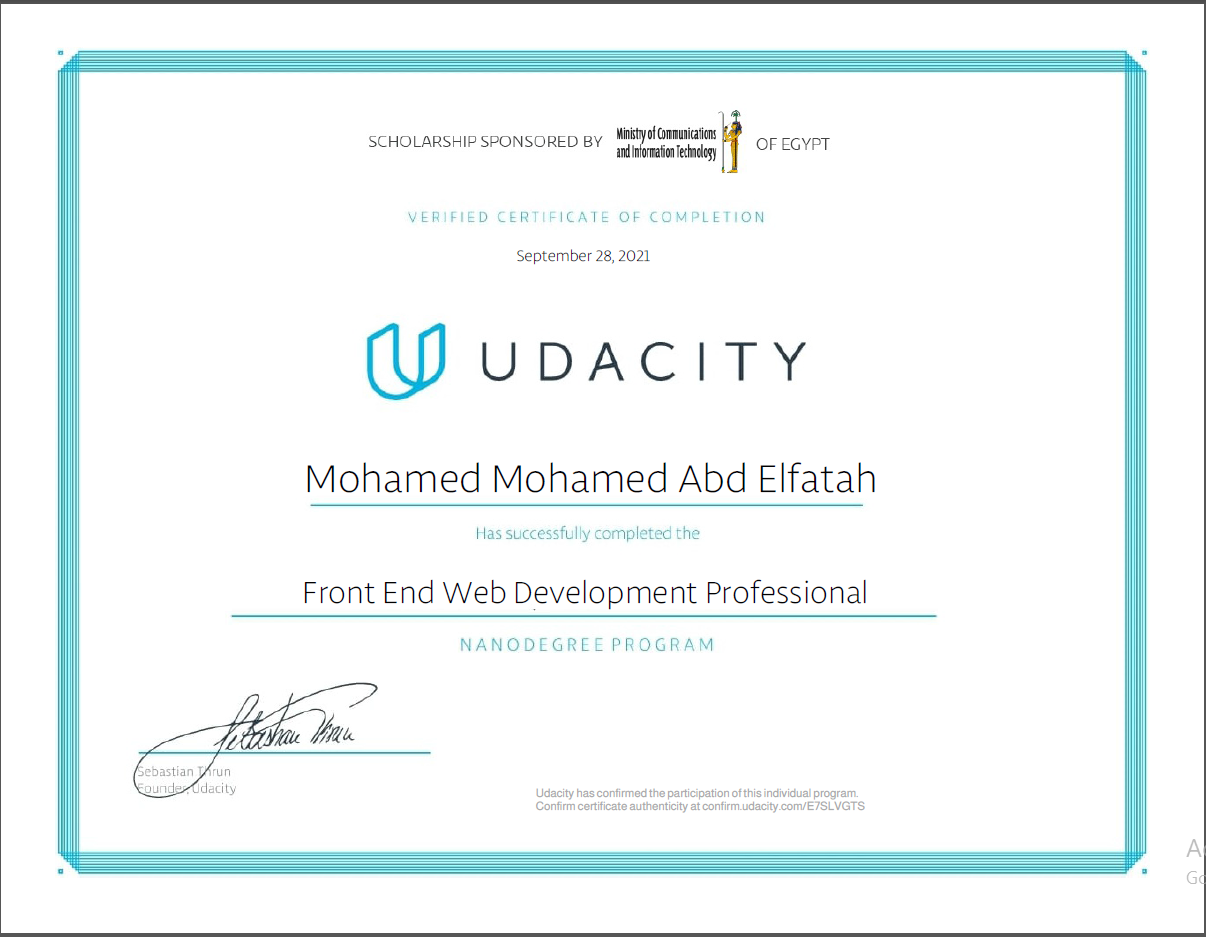 SCHOLARSHIP SPONSORED BY Ministry of Communications and Information Technology OF EGYPT
VERIFIED CERTIFICATE OF COMPLETION
September 28, 2021
UDACITY
Mohamed Mohamed Abd Elfatah
Has successfully completed the
Front End Web Development Professional
NANODEGREE PROGRAM
Sebastian Thrun
Sebastian Thrun
Founder, Udacity
Udacity has confirmed the participation of this individual program.
Confirm certificate authenticity at confirm.udacity.com/E7SLVGTS